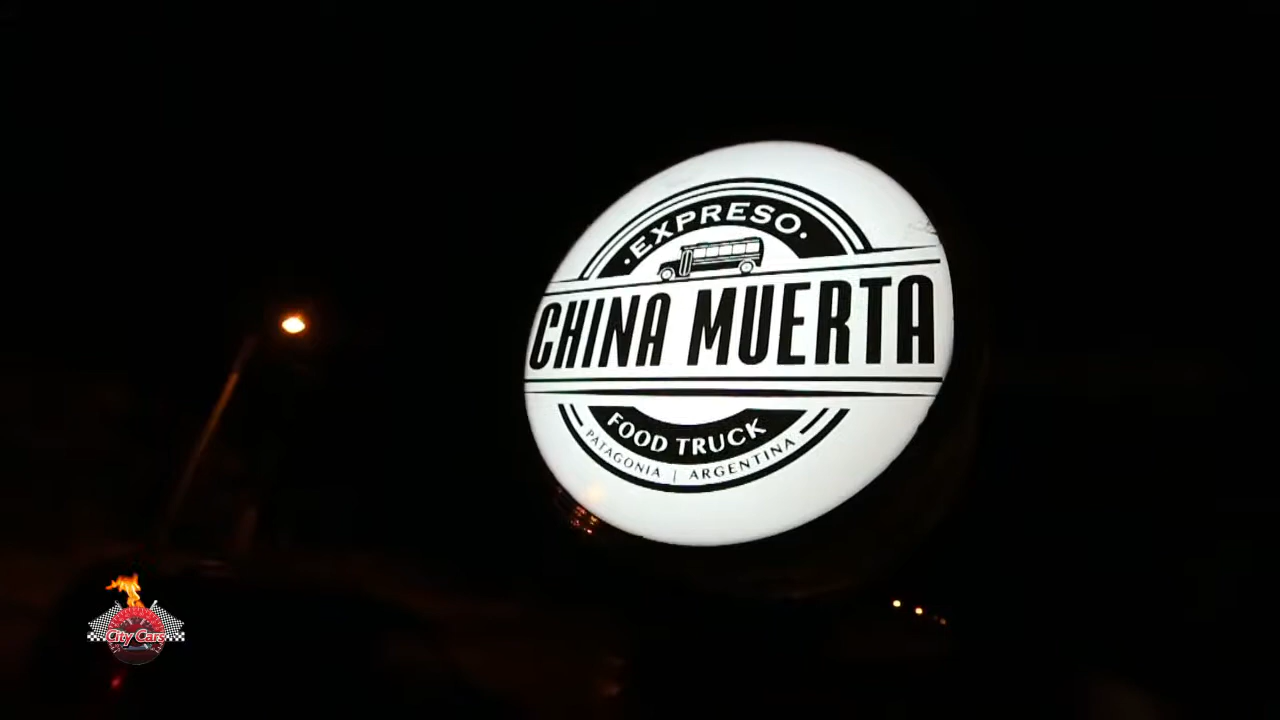 ·EXPRESO·
CHINA MUERTA
FOOD TRUCK
PATAGONIA | ARGENTINA
City Cars